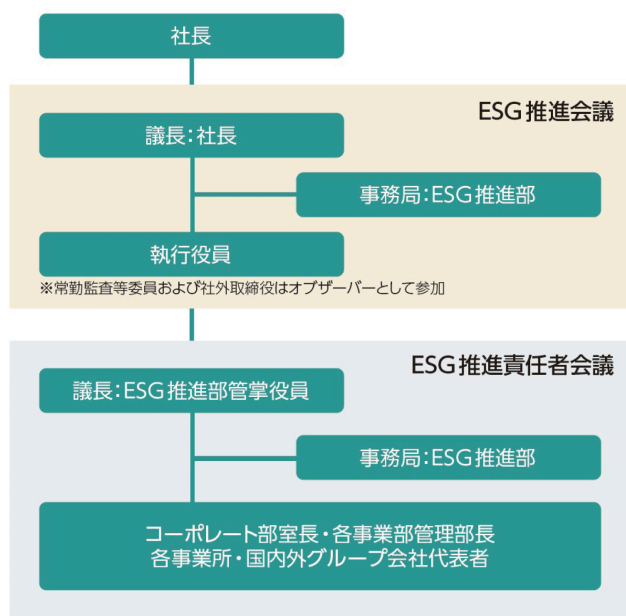 社長
ESG推進会議
議長:社長
事務局:ESG推進部
執行役員
※常勤監査等委員および社外取締役はオブザーバーとして参加
ESG推進責任者会議
議長:ESG推進部管掌役員
事務局:ESG推進部
コーポレート部室長・各事業部管理部長
各事業所・国内外グループ会社代表者